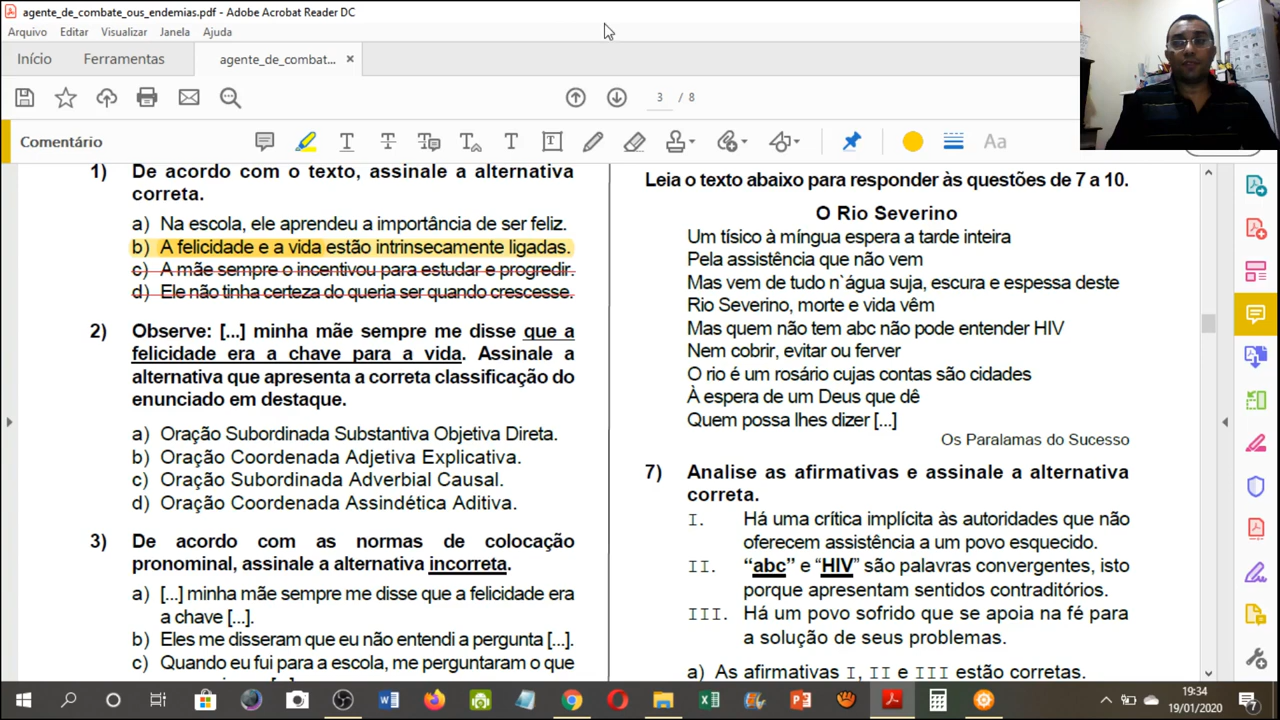 agente_de_combate_ous_endemias.pdf - Adobe Acrobat Reader DC
Arquivo Editar Visualizar Janela Ajuda
Início Ferramentas agente_de_combat... ×
3 / 8
Comentário
Aa
1) De acordo com o texto, assinale a alternativa
correta.
a) Na escola, ele aprendeu a importância de ser feliz.
b) A felicidade e a vida estão intrinsecamente ligadas.
c) A mãe sempre o incentivou para estudar e progredir.
d) Ele não tinha certeza do queria ser quando crescesse.
2) Observe: [...] minha mãe sempre me disse que a
felicidade era a chave para a vida. Assinale a
alternativa que apresenta a correta classificação do
enunciado em destaque.
a) Oração Subordinada Substantiva Objetiva Direta.
b) Oração Coordenada Adjetiva Explicativa.
c) Oração Subordinada Adverbial Causal.
d) Oração Coordenada Assindética Aditiva.
3) De acordo com as normas de colocação
pronominal, assinale a alternativa incorreta.
a) [...] minha mãe sempre me disse que a felicidade era
a chave [...].
b) Eles me disseram que eu não entendi a pergunta [...].
c) Quando eu fui para a escola, me perguntaram o que
Leia o texto abaixo para responder às questões de 7 a 10.
O Rio Severino
Um tísico à míngua espera a tarde inteira
Pela assistência que não vem
Mas vem de tudo n`água suja, escura e espessa deste
Rio Severino, morte e vida vêm
Mas quem não tem abc não pode entender HIV
Nem cobrir, evitar ou ferver
O rio é um rosário cujas contas são cidades
À espera de um Deus que dê
Quem possa lhes dizer [...]
Os Paralamas do Sucesso
7) Analise as afirmativas e assinale a alternativa
correta.
I. Há uma crítica implícita às autoridades que não
oferecem assistência a um povo esquecido.
II. “abc” e “HIV” são palavras convergentes, isto
porque apresentam sentidos contraditórios.
III. Há um povo sofrido que se apoia na fé para
a solução de seus problemas.
a) As afirmativas I, II e III estão corretas.
19:34
19/01/2020
7